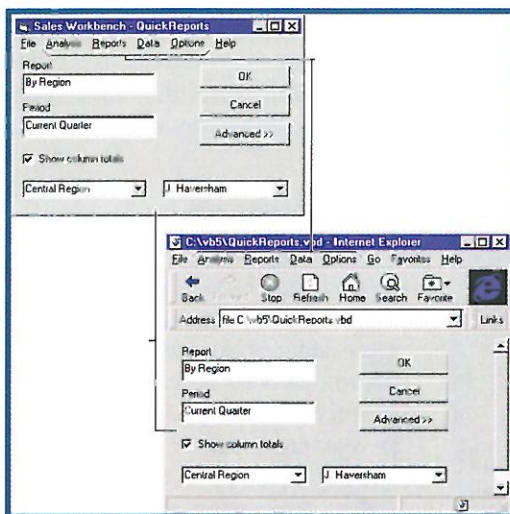 Sales Workbench - QuickReports
File Analysis Reports Data Options Help
Report
By Region
OK
Period
Cancel
Current Quarter
Advanced >>
Show column totals
Central Region J. Haversham
C:\vb5\QuickReports.vbd - Internet Explorer
File Analysis Reports Data Options Go Favorites Help
Back Forward Stop Refresh Home Search Favorite
Address file C:\vb5\QuickReports.vbd Links
Report
By Region
OK
Period
Cancel
Current Quarter
Advanced >>
Show column totals
Central Region J Haversham